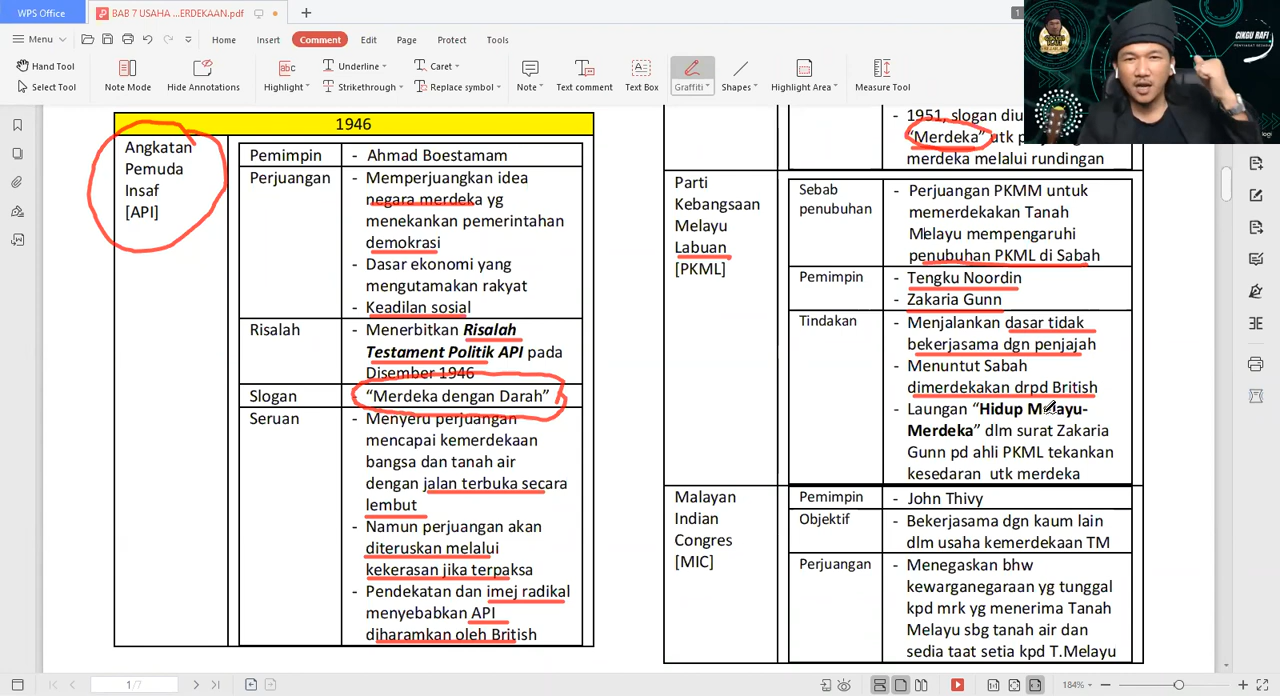 WPS Office
BAB 7 USAHA ...ERDEKAAN.pdf
1
Menu
Home
Insert
Comment
Edit
Page
Protect
Tools
Hand Tool
Select Tool
Note Mode
Hide Annotations
Highlight
Underline
Strikethrough
Caret
Replace symbol
Note
Text comment
Text Box
Graffiti
Shapes
Highlight Area
Measure Tool
CIKGU RAFI
logi
1946
Angkatan
Pemuda
Insaf
[API]
Pemimpin
- Ahmad Boestamam
Perjuangan
- Memperjuangkan idea
negara merdeka yg
menekankan pemerintahan
demokrasi
- Dasar ekonomi yang
mengutamakan rakyat
- Keadilan sosial
Risalah
- Menerbitkan Risalah
Testament Politik API pada
Disember 1946
Slogan
- “Merdeka dengan Darah”
Seruan
- Menyeru perjuangan
mencapai kemerdekaan
bangsa dan tanah air
dengan jalan terbuka secara
lembut
- Namun perjuangan akan
diteruskan melalui
kekerasan jika terpaksa
- Pendekatan dan imej radikal
menyebabkan API
diharamkan oleh British
- 1951, slogan
“Merdeka” utk
merdeka melalui rundingan
Parti
Kebangsaan
Melayu
Labuan
[PKML]
Sebab
penubuhan
- Perjuangan PKMM untuk
memerdekakan Tanah
Melayu mempengaruhi
penubuhan PKML di Sabah
Pemimpin
- Tengku Noordin
- Zakaria Gunn
Tindakan
- Menjalankan dasar tidak
bekerjasama dgn penjajah
- Menuntut Sabah
dimerdekakan drpd British
- Laungan “Hidup Melayu-
Merdeka” dlm surat Zakaria
Gunn pd ahli PKML tekankan
kesedaran utk merdeka
Malayan
Indian
Congres
[MIC]
Pemimpin
- John Thivy
Objektif
- Bekerjasama dgn kaum lain
dlm usaha kemerdekaan TM
Perjuangan
- Menegaskan bhw
kewarganegaraan yg tunggal
kpd mrk yg menerima Tanah
Melayu sbg tanah air dan
sedia taat setia kpd T.Melayu
1/7
184%